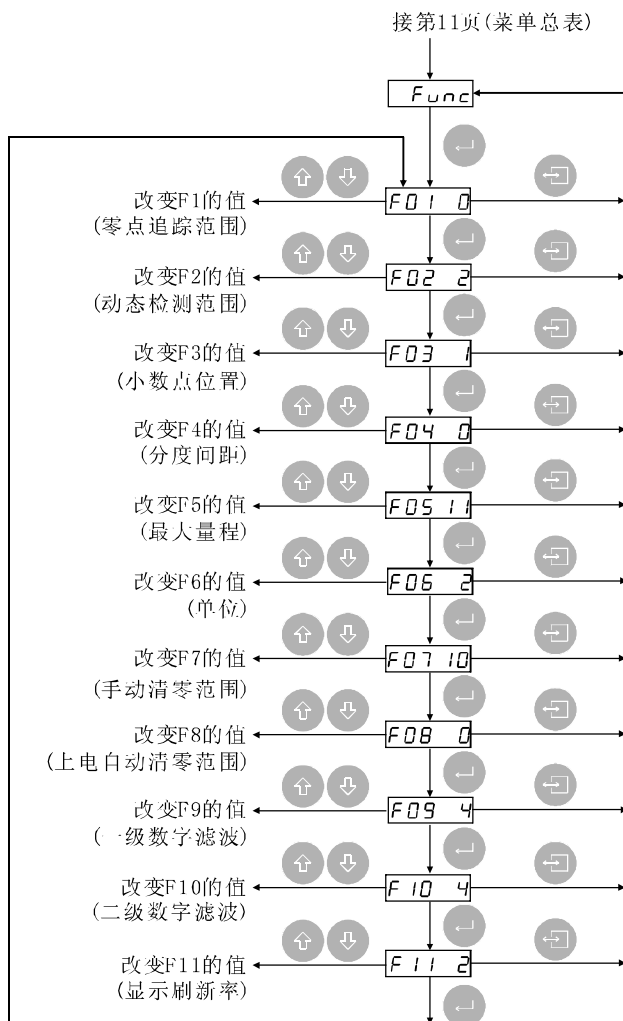 接第11页(菜单总表)
Func
改变F1的值
F01 0
(零点追踪范围)
改变F2的值
F02 2
(动态检测范围)
改变F3的值
F03 1
(小数点位置)
改变F4的值
F04 0
(分度间距)
改变F5的值
F05 11
(最大量程)
改变F6的值
F06 2
(单位)
改变F7的值
F07 10
(手动清零范围)
改变F8的值
F08 0
(上电自动清零范围)
改变F9的值
F09 4
(一级数字滤波)
改变F10的值
F10 4
(二级数字滤波)
改变F11的值
F11 2
(显示刷新率)